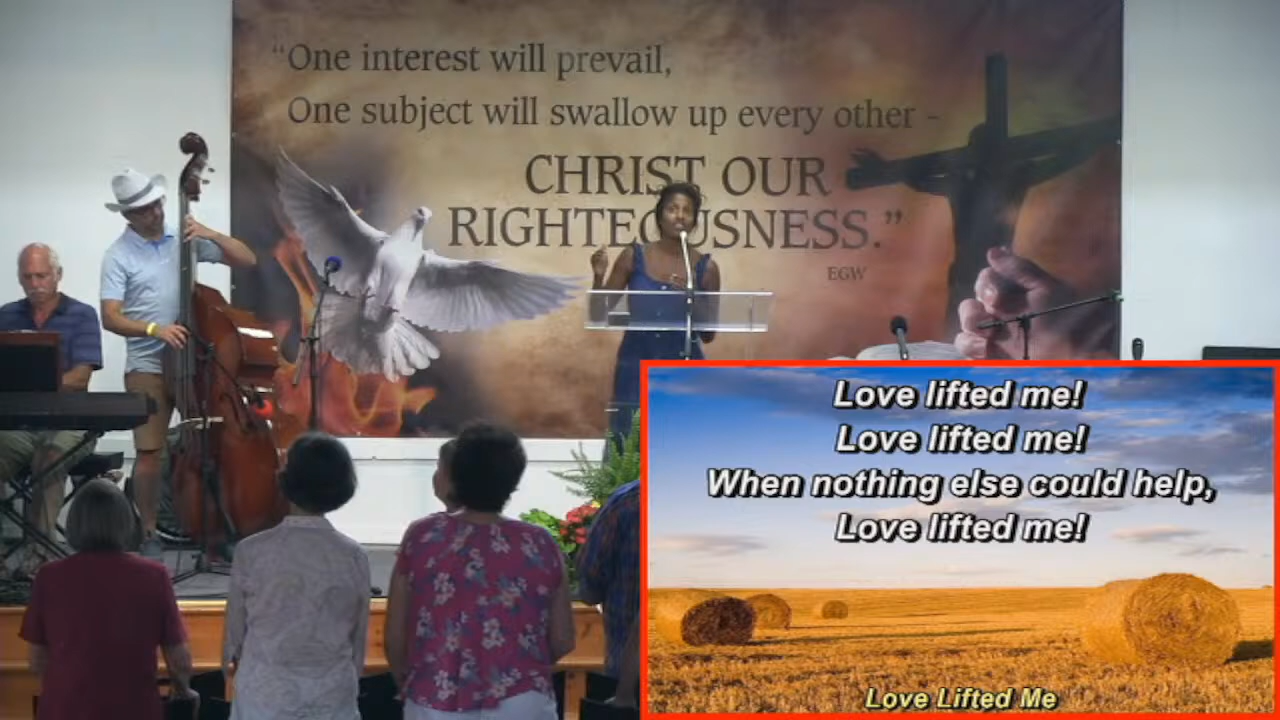 “One interest will prevail,
One subject will swallow up every other -
CHRIST OUR
RIGHTEOUSNESS.”
EGW
Love lifted me!
Love lifted me!
When nothing else could help,
Love lifted me!
Love Lifted Me